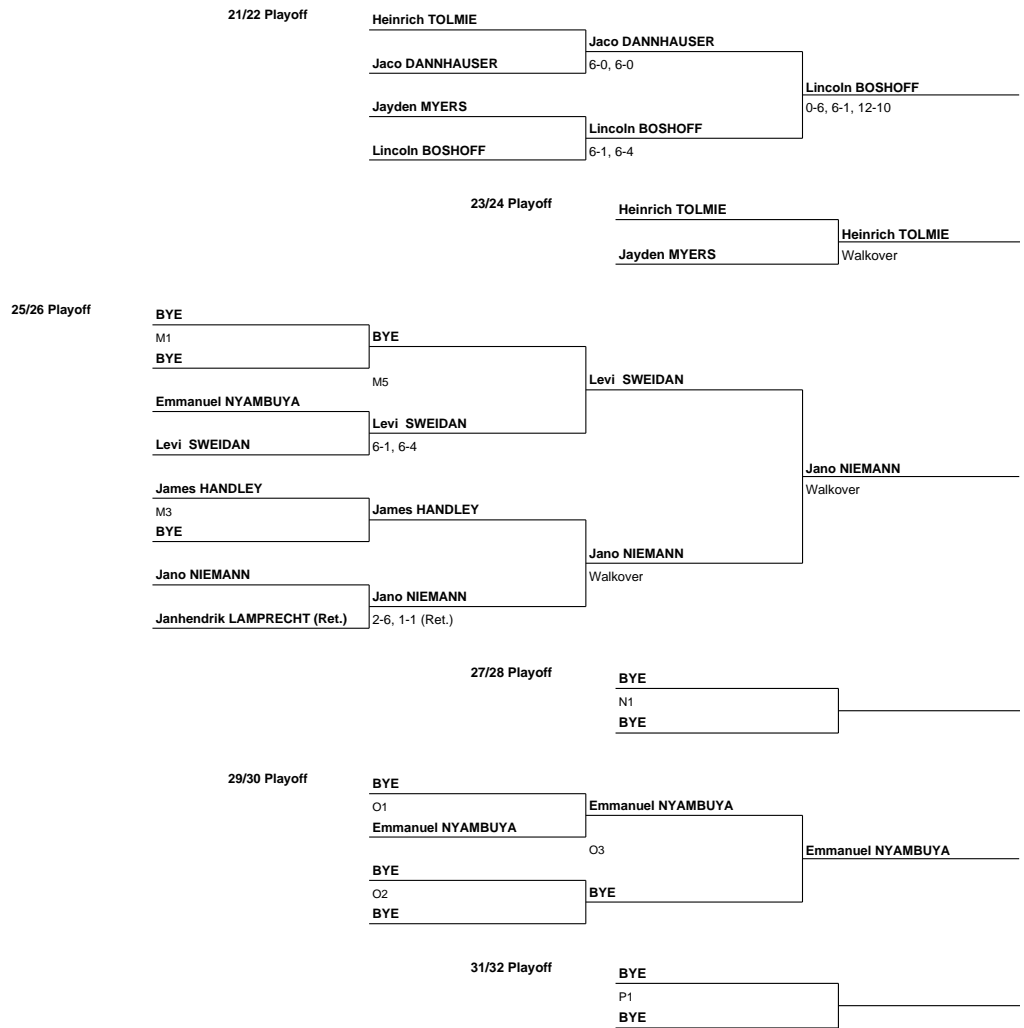 21/22 Playoff
Heinrich TOLMIE
Jaco DANNHAUSER
Jaco DANNHAUSER
6-0, 6-0
Lincoln BOSHOFF
0-6, 6-1, 12-10
Jayden MYERS
Lincoln BOSHOFF
Lincoln BOSHOFF
6-1, 6-4
23/24 Playoff
Heinrich TOLMIE
Heinrich TOLMIE
Jayden MYERS
Walkover
25/26 Playoff
BYE
M1
BYE
BYE
M5
Levi  SWEIDAN
Emmanuel NYAMBUYA
Levi  SWEIDAN
Levi  SWEIDAN
6-1, 6-4
Jano NIEMANN
Walkover
James HANDLEY
M3
BYE
James HANDLEY
Jano NIEMANN
Walkover
Jano NIEMANN
Jano NIEMANN
Janhendrik LAMPRECHT (Ret.)
2-6, 1-1 (Ret.)
27/28 Playoff
BYE
N1
BYE
29/30 Playoff
BYE
O1
Emmanuel NYAMBUYA
Emmanuel NYAMBUYA
O3
Emmanuel NYAMBUYA
BYE
O2
BYE
BYE
31/32 Playoff
BYE
P1
BYE